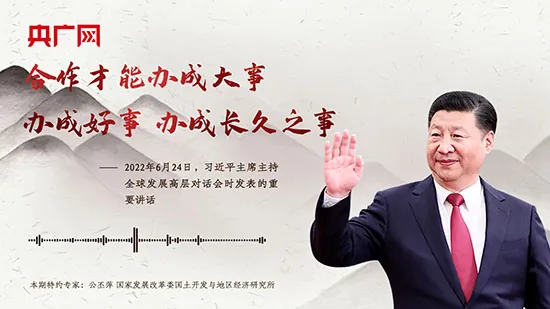 央广网
合作才能办成大事
办成好事 办成长久之事
—— 2022年6月24日，习近平主席主持
全球发展高层对话会时发表的重
要讲话
本期特约专家：公丕萍 国家发展改革委国土开发与地区经济研究所